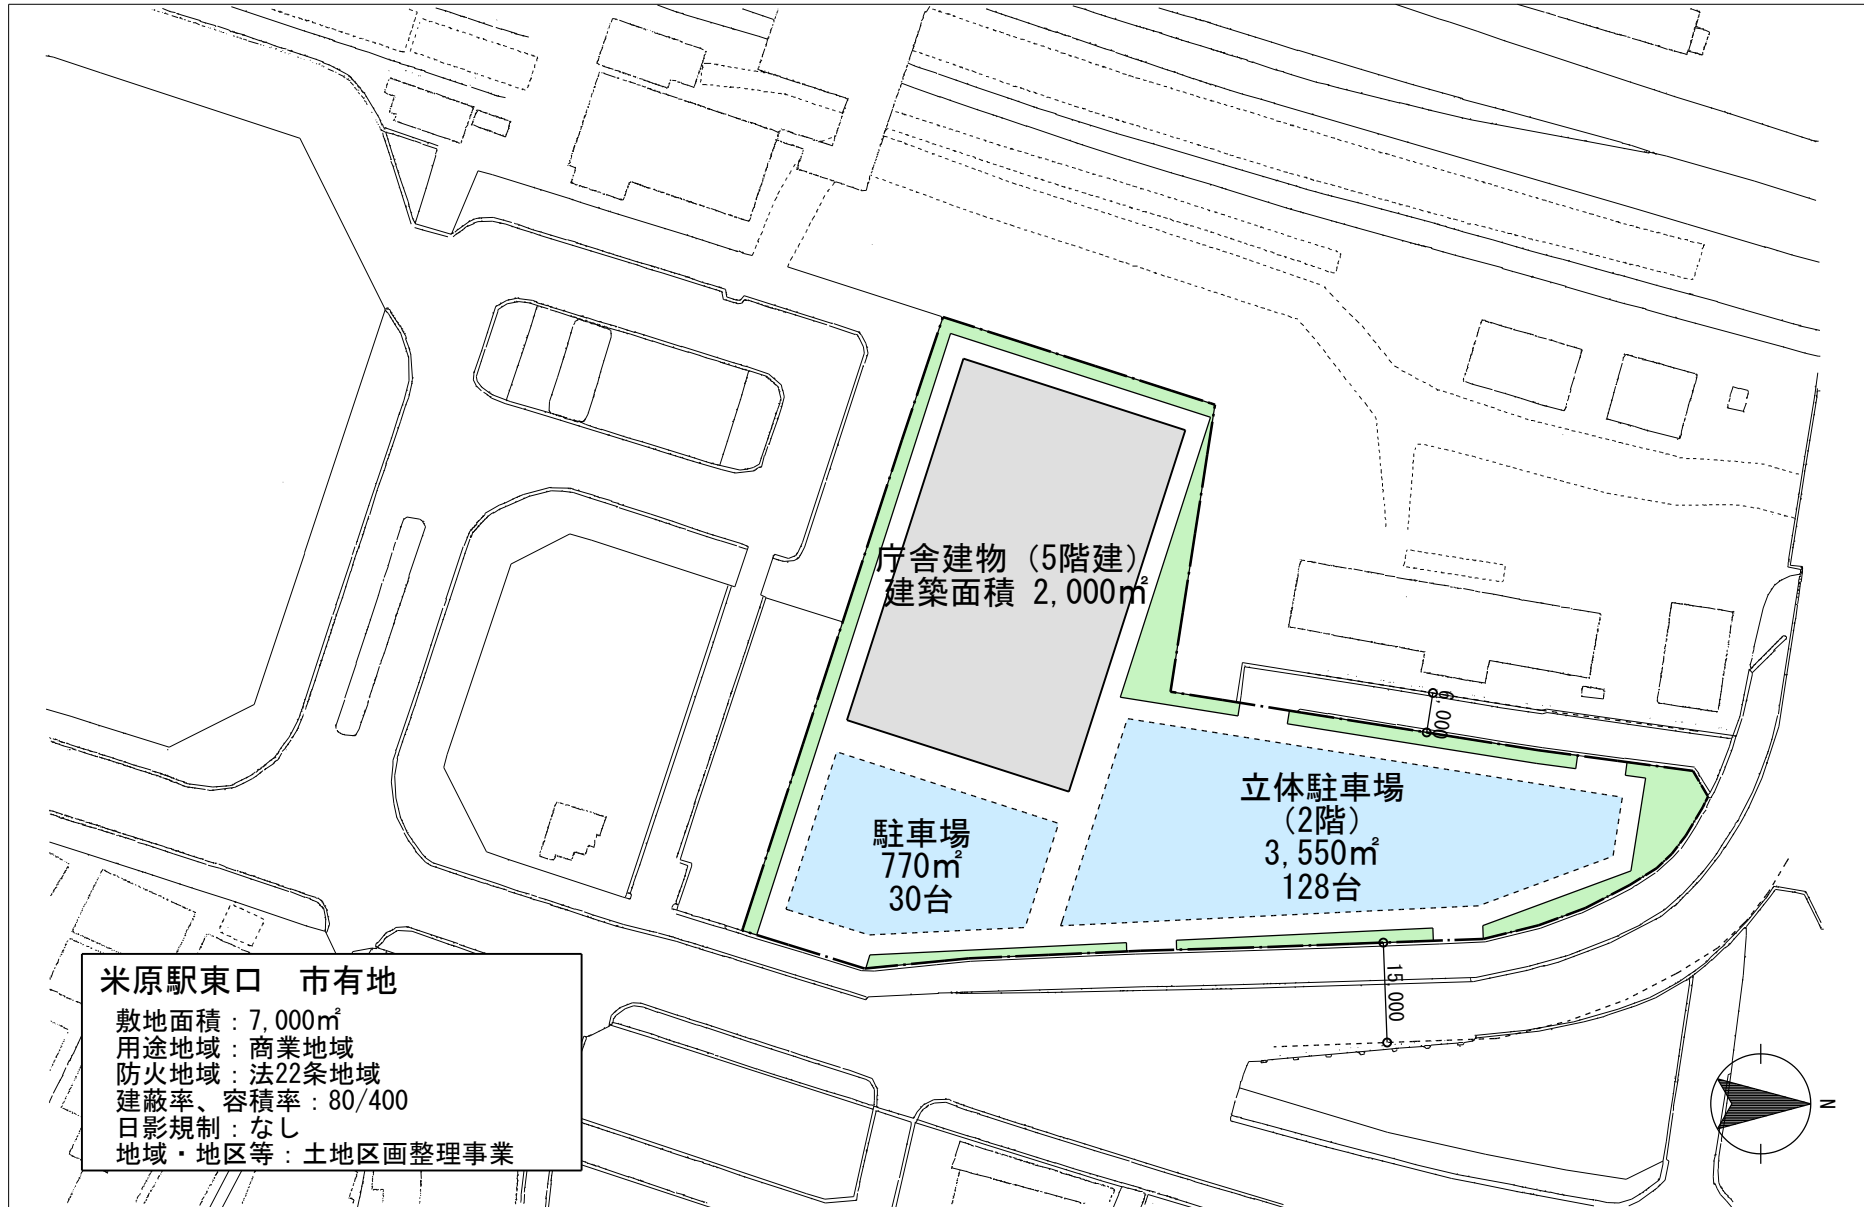 庁舎建物（5階建）
建築面積 2,000㎡
6,000
立体駐車場
（2階）
3,550㎡
128台
駐車場
770㎡
30台
15,000
米原駅東口　市有地
敷地面積：7,000㎡
用途地域：商業地域
防火地域：法22条地域
建蔽率、容積率：80/400
日影規制：なし
地域・地区等：土地区画整理事業
N